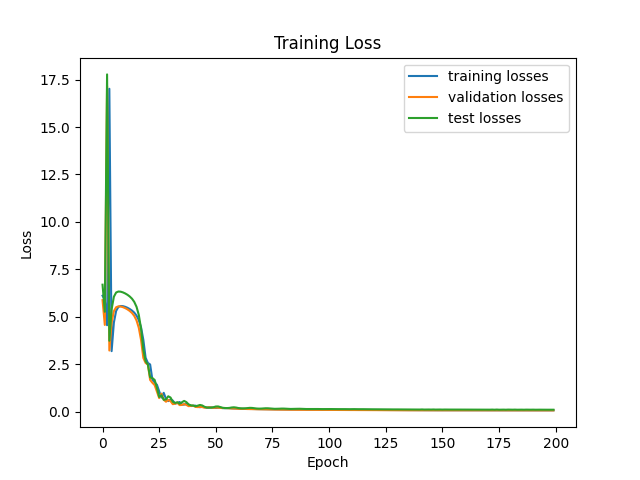 Training Loss
training losses
validation losses
test losses
17.5
15.0
12.5
10.0
7.5
5.0
2.5
0.0
Loss
0 25 50 75 100 125 150 175 200
Epoch